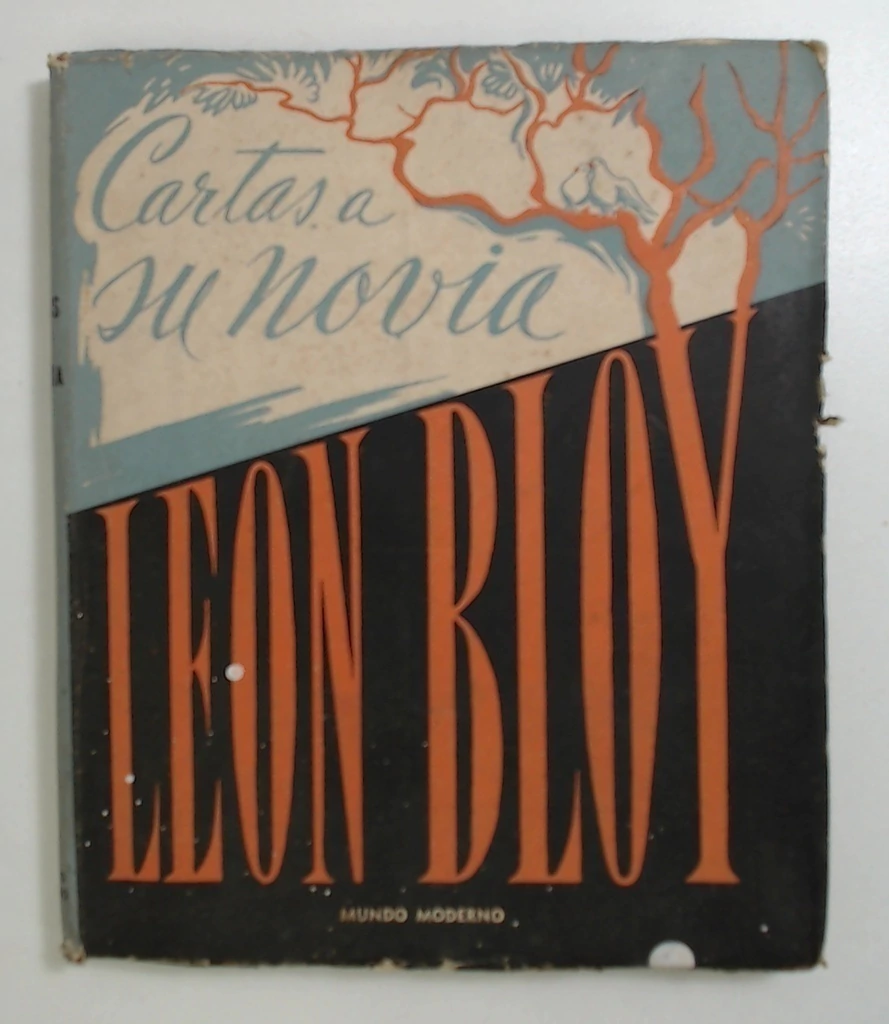 Cartas a
su novia
LEON BLOY
MUNDO MODERNO